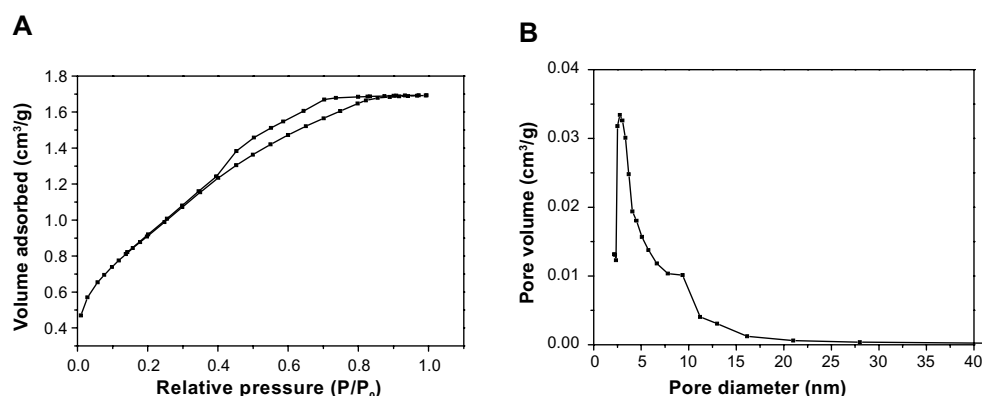 A
Volume adsorbed (cm³/g)
1.8
1.6
1.4
1.2
1.0
0.8
0.6
0.4
0.0 0.2 0.4 0.6 0.8 1.0
Relative pressure (P/P₀)
B
Pore volume (cm³/g)
0.04
0.03
0.02
0.01
0.00
0 5 10 15 20 25 30 35 40
Pore diameter (nm)